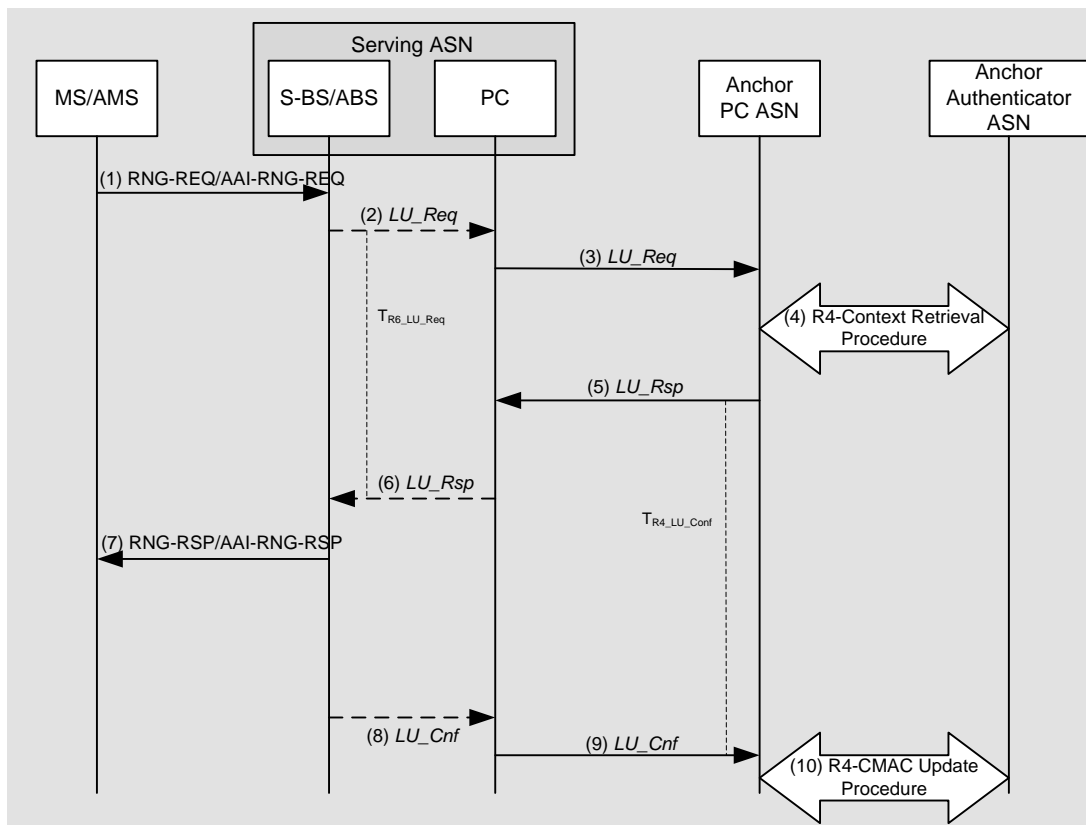 Serving ASN
MS/AMS
S-BS/ABS
PC
Anchor
PC ASN
Anchor
Authenticator
ASN
(1) RNG-REQ/AAI-RNG-REQ
(2) LU_Req
(3) LU_Req
TR6_LU_Req
(4) R4-Context Retrieval
Procedure
(5) LU_Rsp
(6) LU_Rsp
TR4_LU_Conf
(7) RNG-RSP/AAI-RNG-RSP
(8) LU_Cnf
(9) LU_Cnf
(10) R4-CMAC Update
Procedure